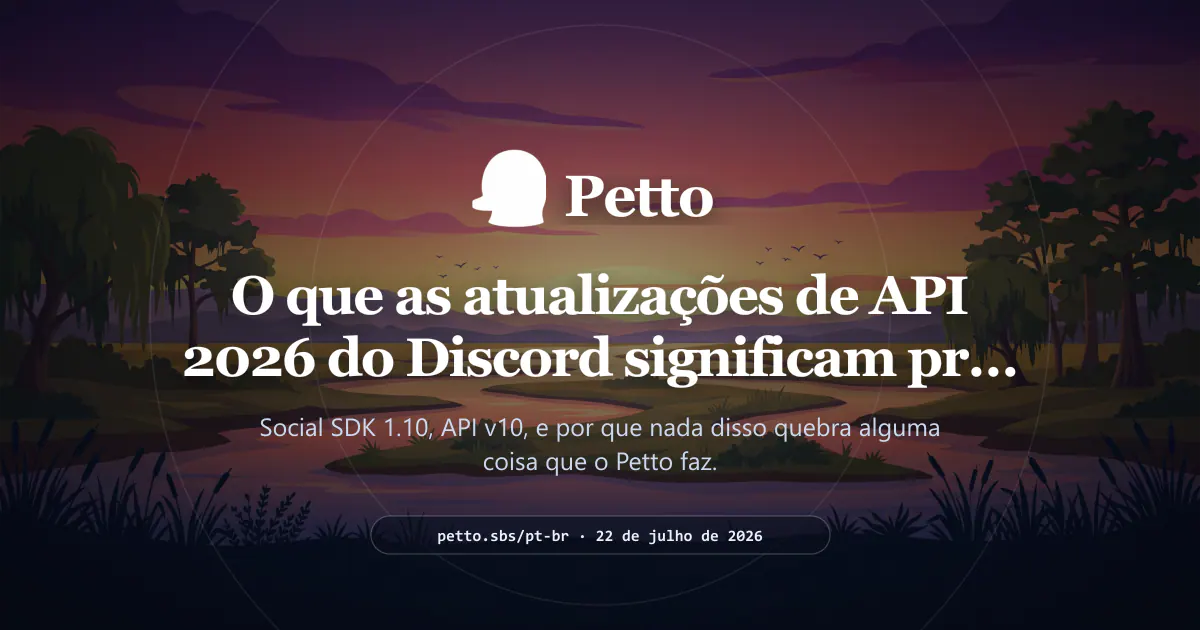 Petto
O que as atualizações de API
2026 do Discord significam pr...
Social SDK 1.10, API v10, e por que nada disso quebra alguma
coisa que o Petto faz.
petto.sbs/pt-br · 22 de julho de 2026